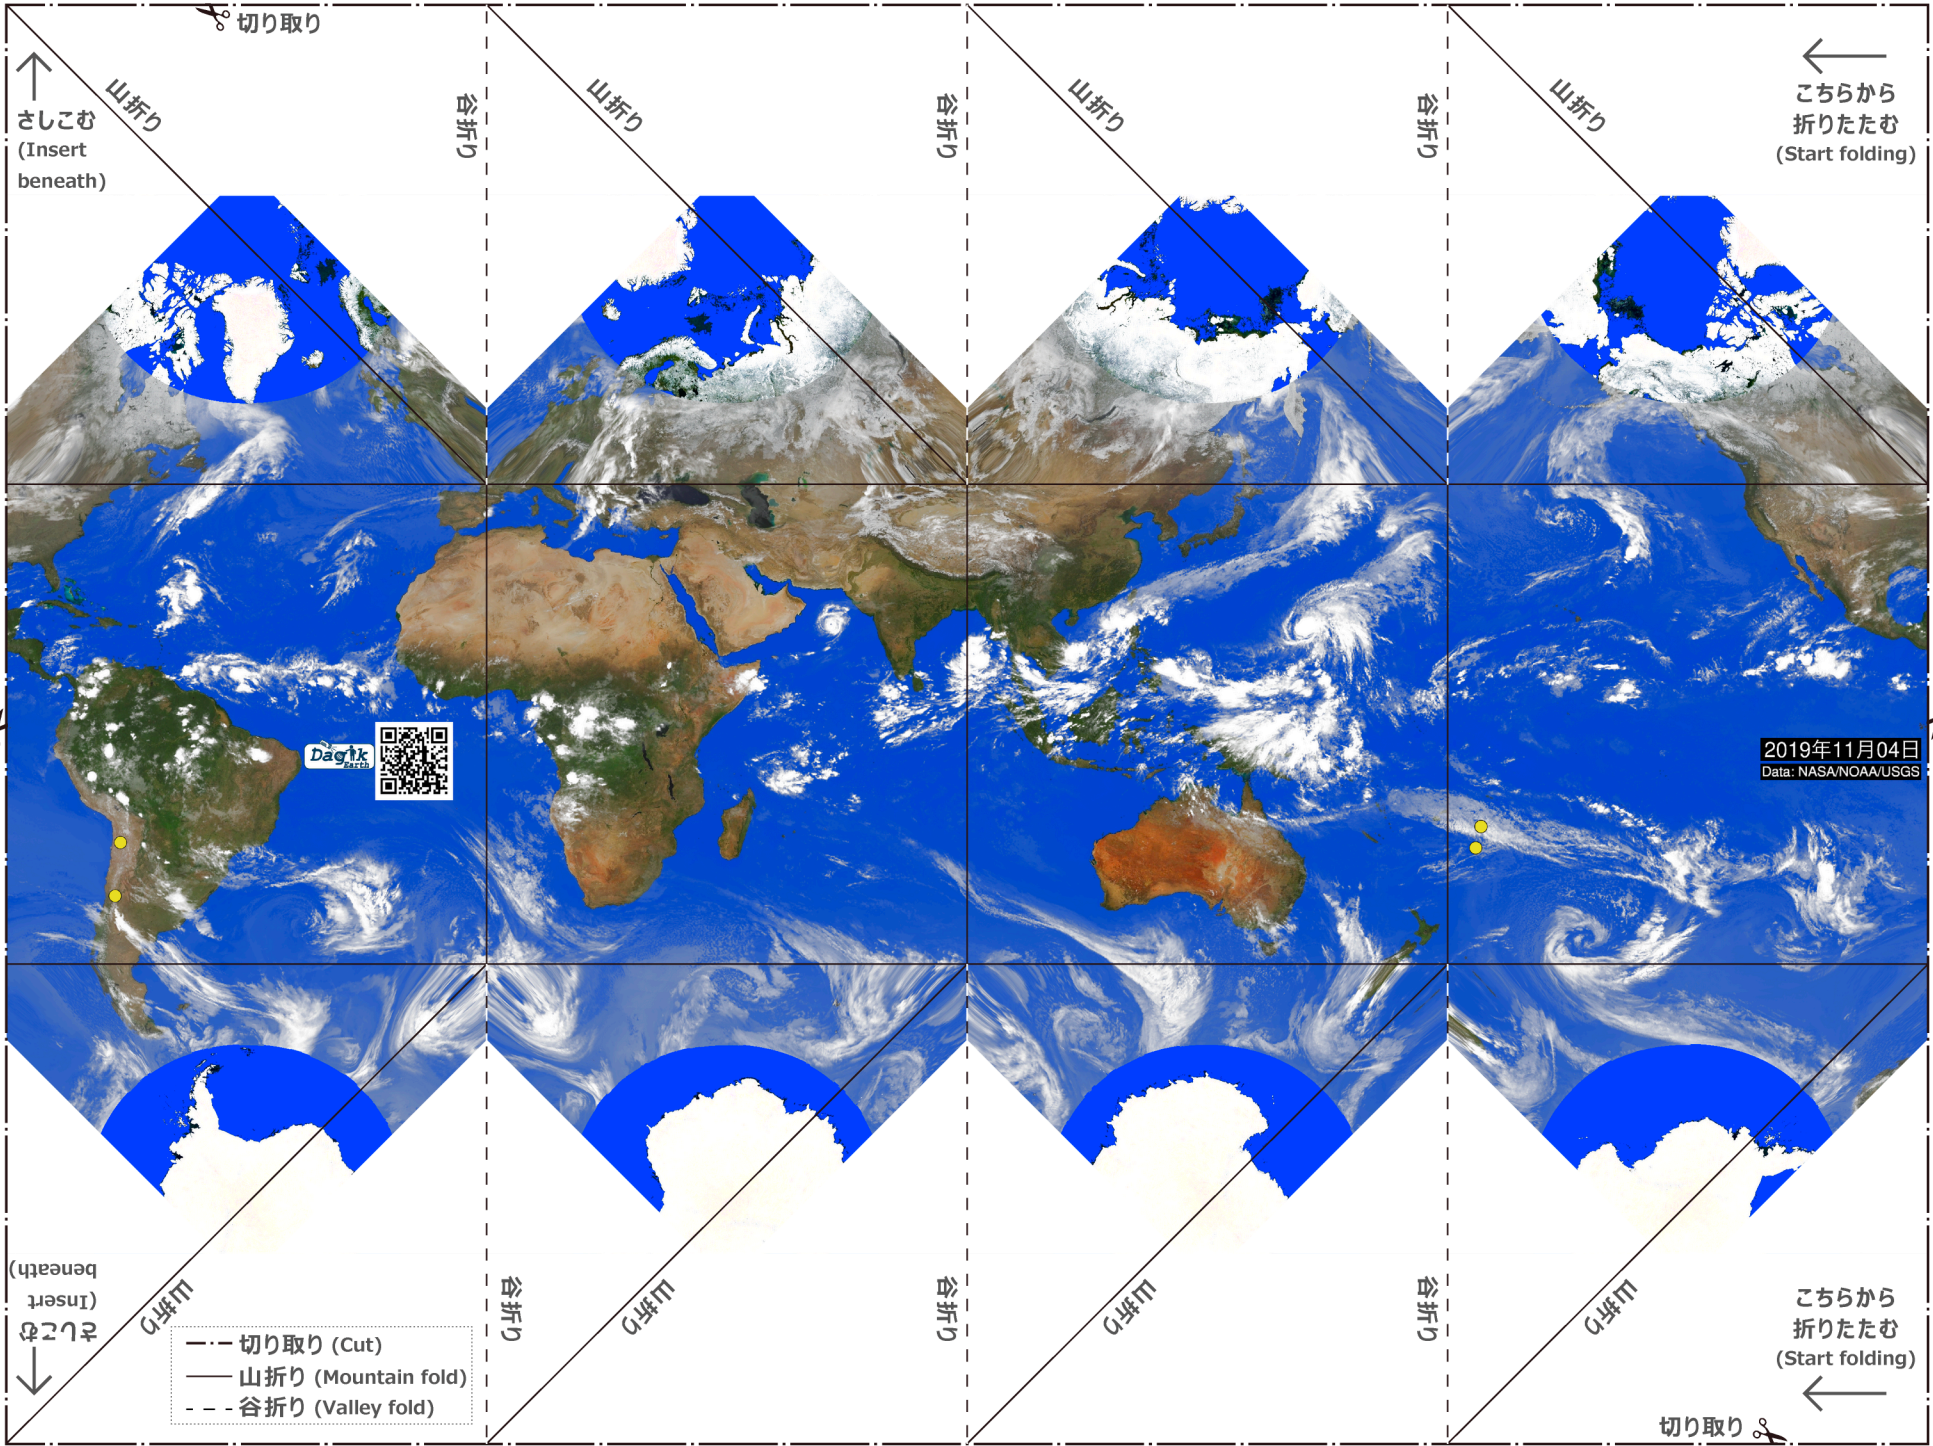 切り取り
さしこむ
(Insert
beneath)
山折り
谷折り
山折り
谷折り
山折り
谷折り
山折り
こちらから
折りたたむ
(Start folding)
Dagik
Earth
2019年11月04日
Data: NASA/NOAA/USGS
さしこむ
(Insert
beneath)
山折り
谷折り
山折り
谷折り
山折り
谷折り
山折り
こちらから
折りたたむ
(Start folding)
切り取り (Cut)
山折り (Mountain fold)
谷折り (Valley fold)
切り取り